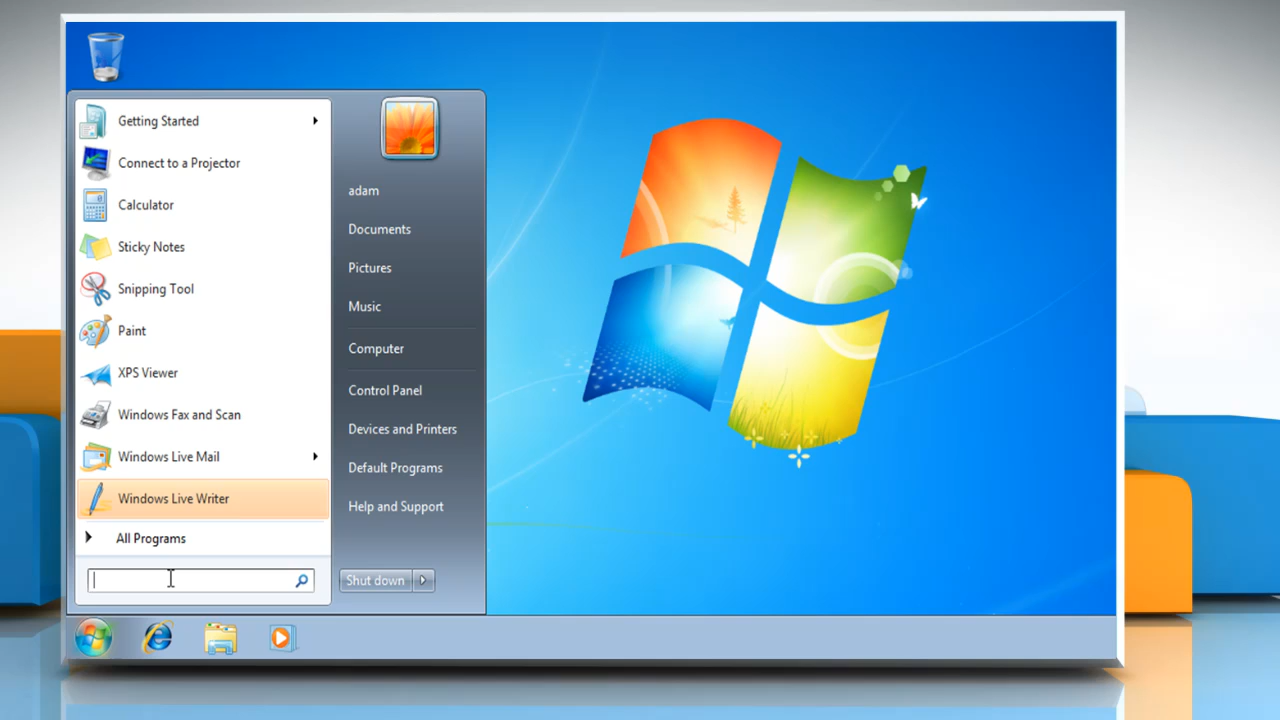 Getting Started
Connect to a Projector
Calculator
Sticky Notes
Snipping Tool
Paint
XPS Viewer
Windows Fax and Scan
Windows Live Mail
Windows Live Writer
All Programs
adam
Documents
Pictures
Music
Computer
Control Panel
Devices and Printers
Default Programs
Help and Support
Shut down